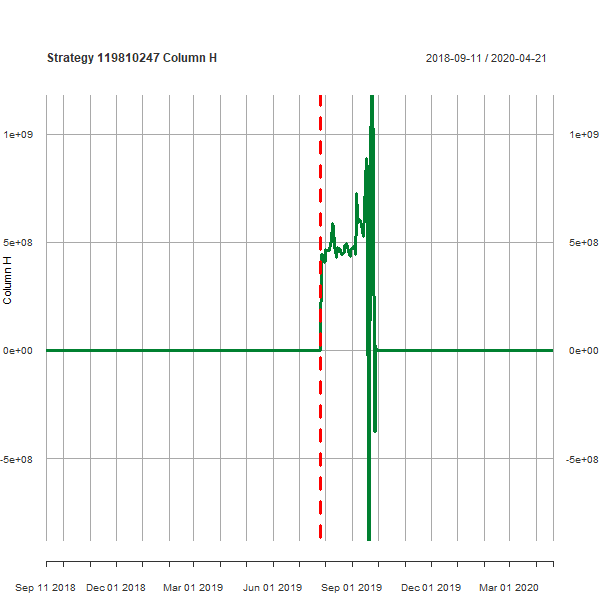 Strategy 119810247 Column H
2018-09-11 / 2020-04-21
1e+09
1e+09
5e+08
5e+08
Column H
0e+00
0e+00
-5e+08
-5e+08
Sep 11 2018 Dec 01 2018 Mar 01 2019 Jun 01 2019 Sep 01 2019 Dec 01 2019 Mar 01 2020